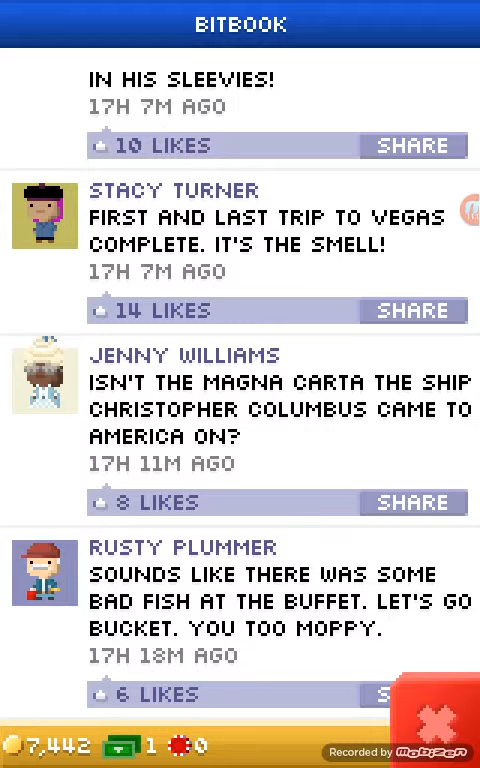 BITBOOK
IN HIS SLEEVIES!
17H 7M AGO
10 LIKES
SHARE
STACY TURNER
FIRST AND LAST TRIP TO VEGAS
COMPLETE. IT'S THE SMELL!
17H 7M AGO
14 LIKES
SHARE
JENNY WILLIAMS
ISN'T THE MAGNA CARTA THE SHIP
CHRISTOPHER COLUMBUS CAME TO
AMERICA ON?
17H 11M AGO
8 LIKES
SHARE
RUSTY PLUMMER
SOUNDS LIKE THERE WAS SOME
BAD FISH AT THE BUFFET. LET'S GO
BUCKET. YOU TOO MOPPY.
17H 18M AGO
6 LIKES
S
7,442 1 0
Recorded by mobizen